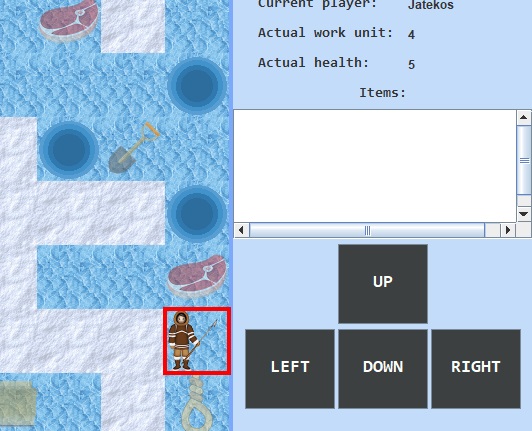 Current player: Jatekos
Actual work unit: 4
Actual health: 5
Items:
UP
LEFT DOWN RIGHT